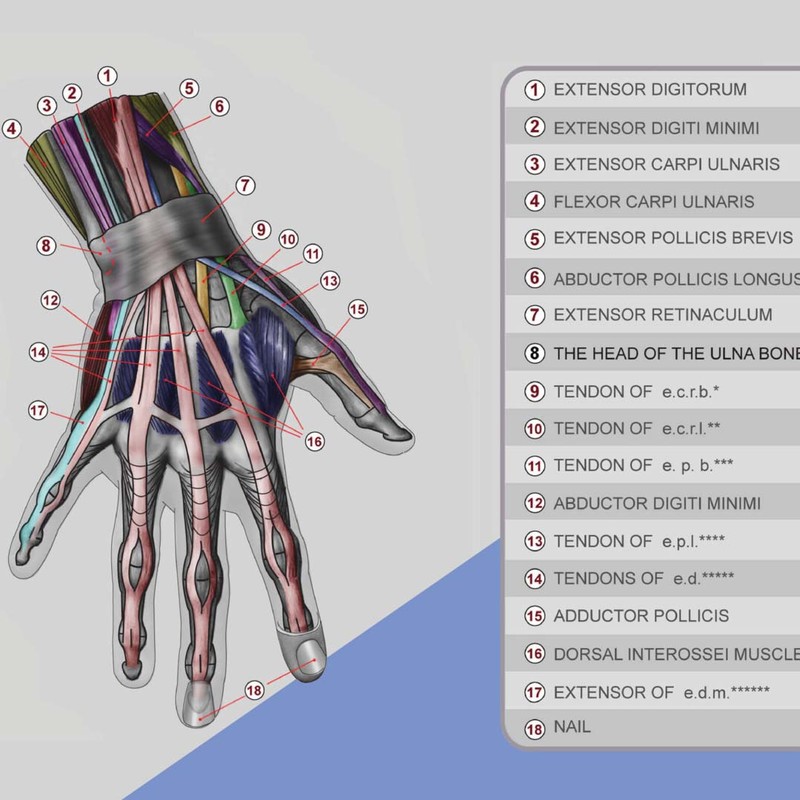 1
2
3
4
5
6
7
8
9
10
11
12
13
14
15
16
17
18
1 EXTENSOR DIGITORUM
2 EXTENSOR DIGITI MINIMI
3 EXTENSOR CARPI ULNARIS
4 FLEXOR CARPI ULNARIS
5 EXTENSOR POLLICIS BREVIS
6 ABDUCTOR POLLICIS LONGUS
7 EXTENSOR RETINACULUM
8 THE HEAD OF THE ULNA BONE
9 TENDON OF e.c.r.b.*
10 TENDON OF e.c.r.l.**
11 TENDON OF e. p. b.***
12 ABDUCTOR DIGITI MINIMI
13 TENDON OF e.p.l.****
14 TENDONS OF e.d.*****
15 ADDUCTOR POLLICIS
16 DORSAL INTEROSSEI MUSCLE
17 EXTENSOR OF e.d.m.******
18 NAIL